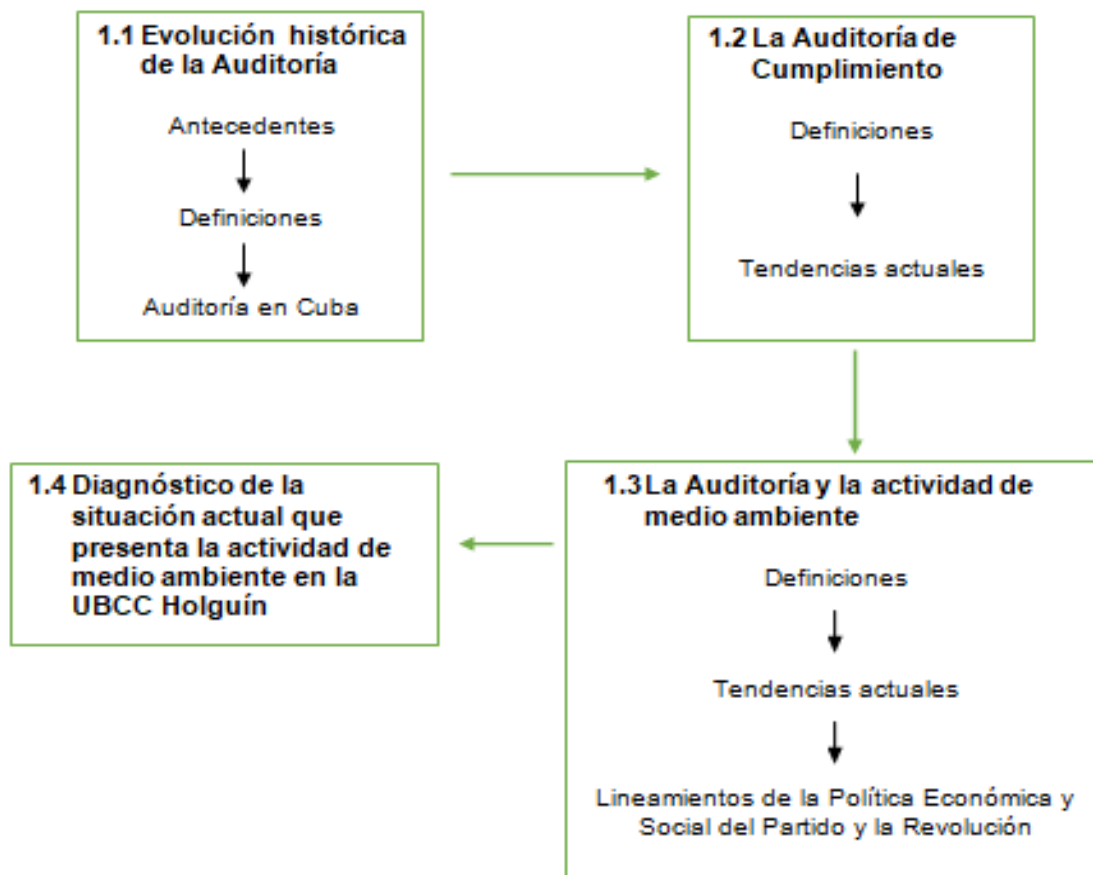 1.1 Evolución histórica
de la Auditoría
Antecedentes
Definiciones
Auditoría en Cuba
1.2 La Auditoría de
Cumplimiento
Definiciones
Tendencias actuales
1.3 La Auditoría y la actividad de
medio ambiente
Definiciones
Tendencias actuales
Lineamientos de la Política Económica y
Social del Partido y la Revolución
1.4 Diagnóstico de la
situación actual que
presenta la actividad de
medio ambiente en la
UBCC Holguín